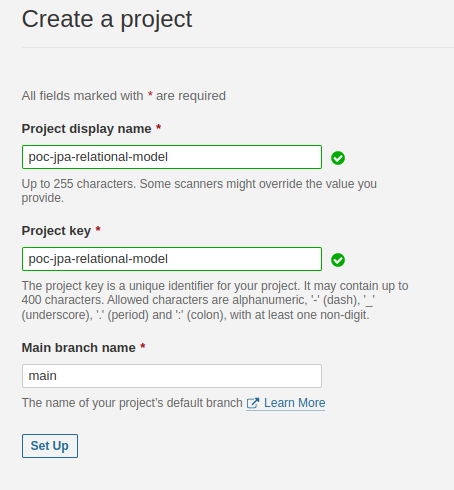 Create a project
All fields marked with * are required
Project display name *
poc-jpa-relational-model
Up to 255 characters. Some scanners might override the value you
provide.
Project key *
poc-jpa-relational-model
The project key is a unique identifier for your project. It may contain up to
400 characters. Allowed characters are alphanumeric, '-' (dash), '_'
(underscore), '.' (period) and ':' (colon), with at least one non-digit.
Main branch name *
main
The name of your project's default branch Learn More
Set Up